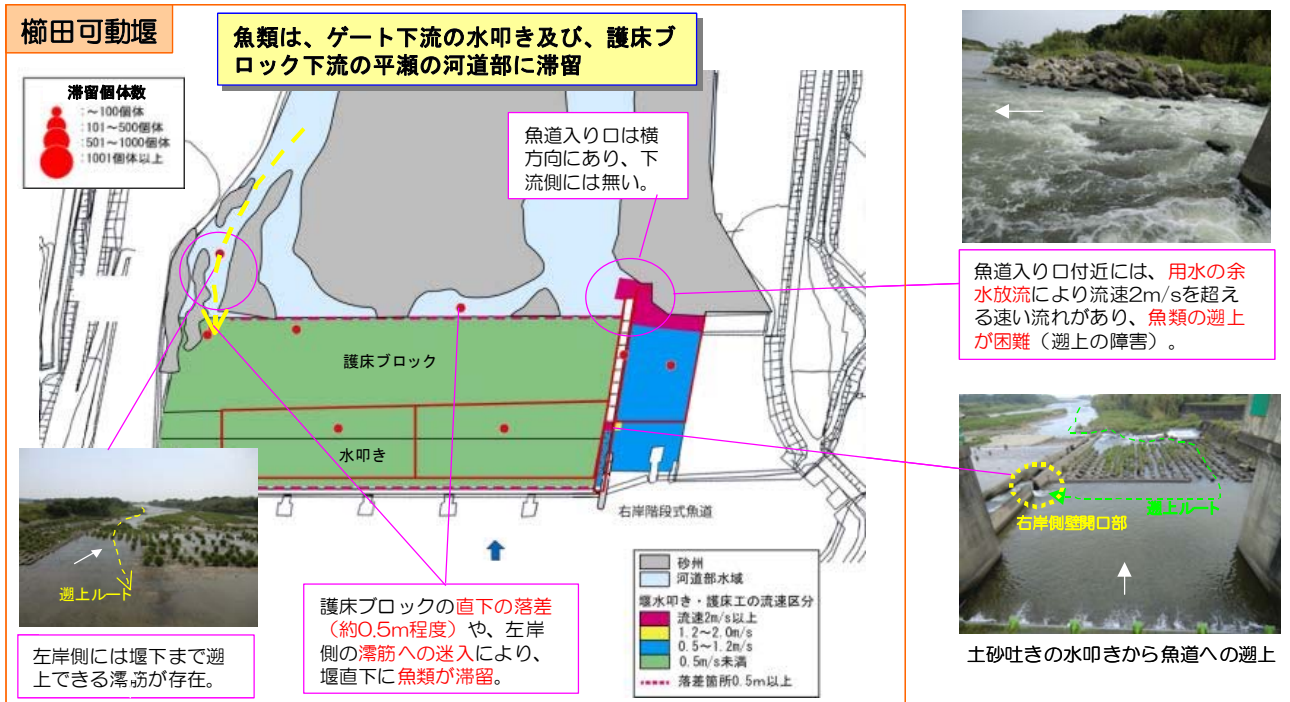 櫛田可動堰
魚類は、ゲート下流の水叩き及び、護床ブ
ロック下流の平瀬の河道部に滞留
滞留個体数
：～100個体
：101～500個体
：501～1000個体
：1001個体以上
魚道入り口は横
方向にあり、下
流側には無い。
魚道入り口付近には、用水の余
水放流により流速2m/sを超え
る速い流れがあり、魚類の遡上
が困難（遡上の障害）。
護床ブロック
水叩き
右岸階段式魚道
遡上ルート
左岸側には堰下まで遡
上できる澪筋が存在。
護床ブロックの直下の落差
（約0.5m程度）や、左岸
側の澪筋への迷入により、
堰直下に魚類が滞留。
砂州
河道部水域
堰水叩き・護床工の流速区分
流速2m/s以上
1.2～2.0m/s
0.5～1.2m/s
0.5m/s未満
落差箇所0.5m以上
遡上ルート
右岸側壁開口部
土砂吐きの水叩きから魚道への遡上